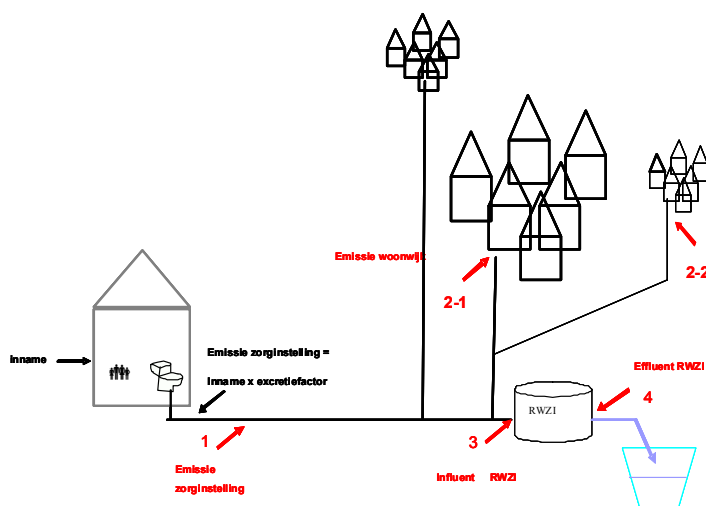 Emissie woonwijk
2-1
2-2
inname
Emissie zorginstelling =
Inname x excretiefactor
Effluent RWZI
4
RWZI
1
3
Emissie
zorginstelling
Influent RWZI